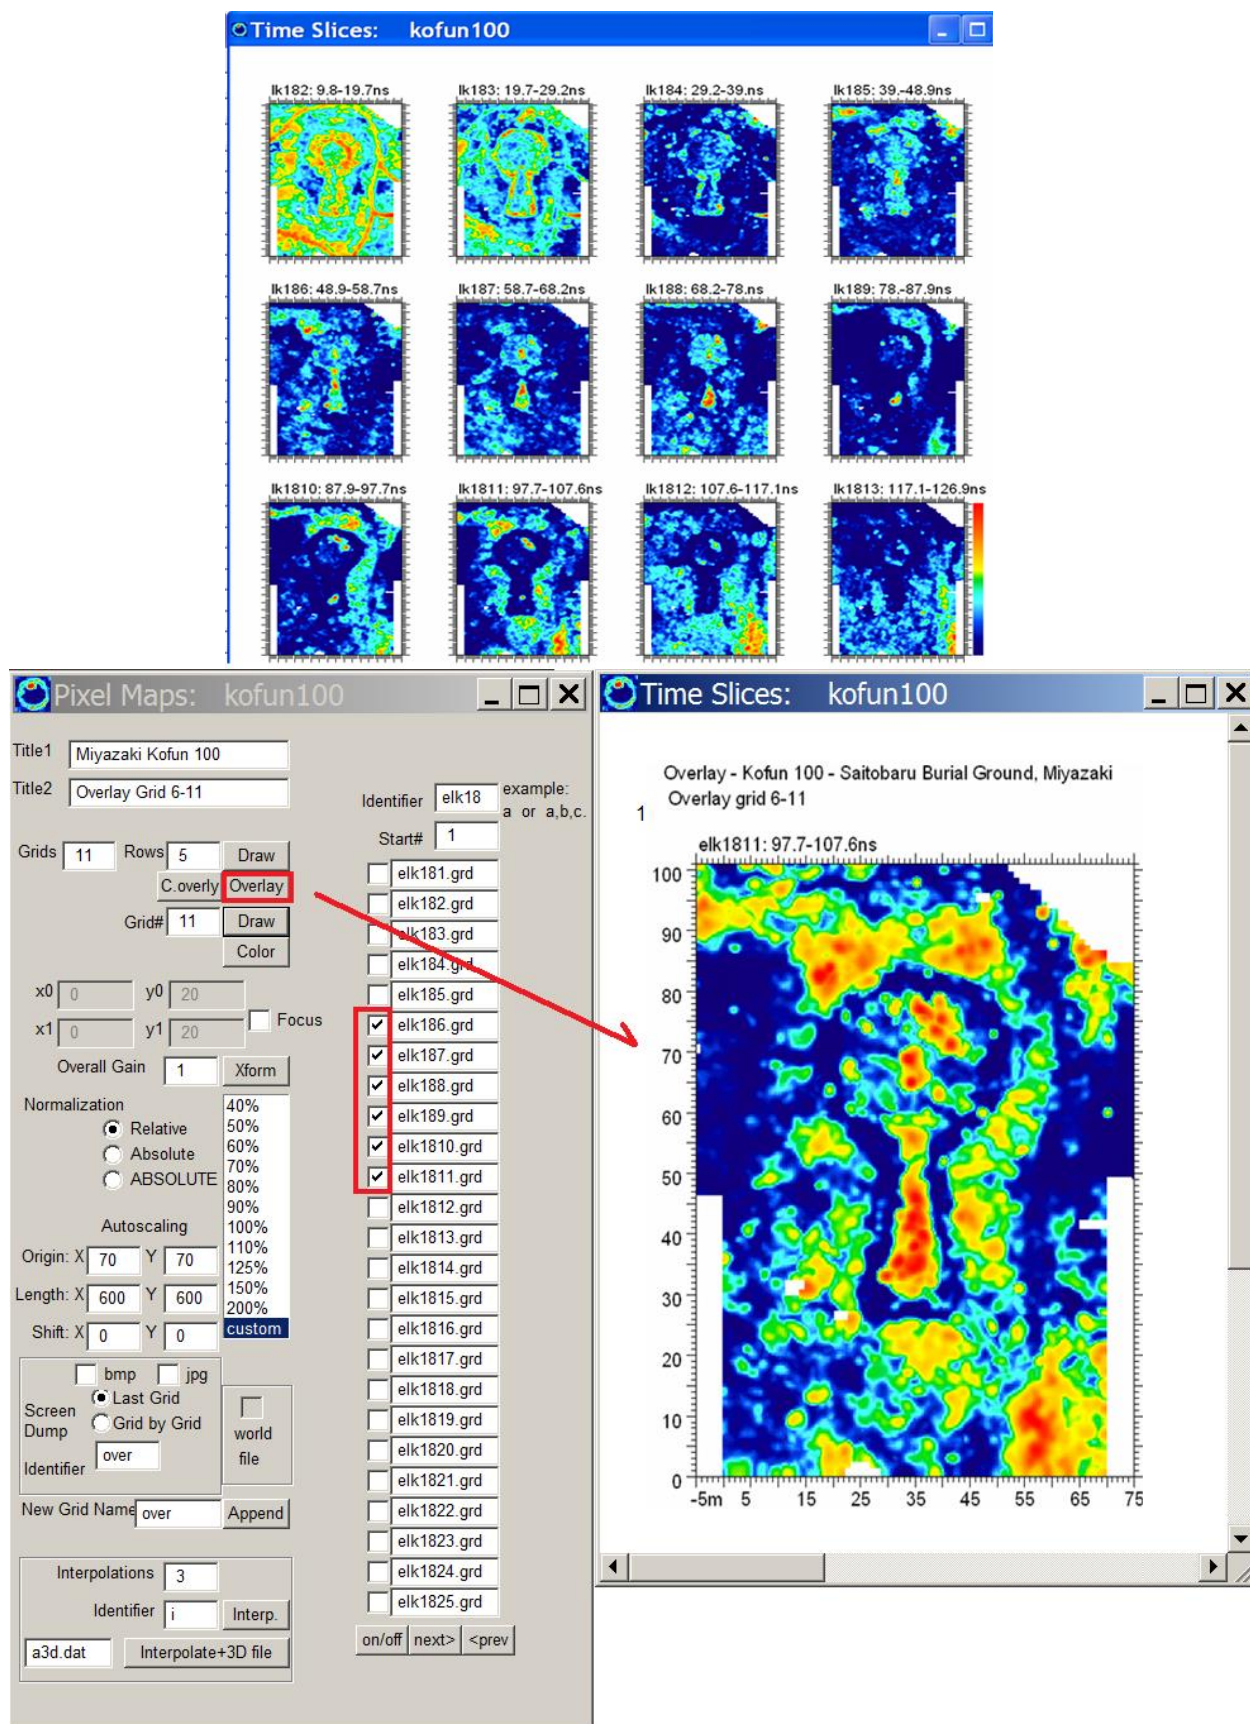 Time Slices: kofun100
lk182: 9.8-19.7ns
lk183: 19.7-29.2ns
lk184: 29.2-39.ns
lk185: 39.-48.9ns
lk186: 48.9-58.7ns
lk187: 58.7-68.2ns
lk188: 68.2-78.ns
lk189: 78.-87.9ns
lk1810: 87.9-97.7ns
lk1811: 97.7-107.6ns
lk1812: 107.6-117.1ns
lk1813: 117.1-126.9ns
Pixel Maps: kofun100
Title1 Miyazaki Kofun 100
Title2 Overlay Grid 6-11
Identifier elk18 example:
a or a,b,c.
Start# 1
Grids 11 Rows 5 Draw
C.overly Overlay
Grid# 11 Draw
Color
x0 0 y0 20
x1 0 y1 20 Focus
Overall Gain 1 Xform
Normalization
Relative
Absolute
ABSOLUTE
40%
50%
60%
70%
80%
90%
100%
110%
125%
150%
200%
custom
Autoscaling
Origin: X 70 Y 70
Length: X 600 Y 600
Shift: X 0 Y 0
bmp jpg
Screen Dump
Last Grid
Grid by Grid
Identifier over
world
file
New Grid Name over Append
Interpolations 3
Identifier i Interp.
a3d.dat Interpolate+3D file
elk181.grd
elk182.grd
elk183.grd
elk184.grd
elk185.grd
elk186.grd
elk187.grd
elk188.grd
elk189.grd
elk1810.grd
elk1811.grd
elk1812.grd
elk1813.grd
elk1814.grd
elk1815.grd
elk1816.grd
elk1817.grd
elk1818.grd
elk1819.grd
elk1820.grd
elk1821.grd
elk1822.grd
elk1823.grd
elk1824.grd
elk1825.grd
on/off next> <prev
Time Slices: kofun100
Overlay - Kofun 100 - Saitobaru Burial Ground, Miyazaki
Overlay grid 6-11
1
elk1811: 97.7-107.6ns
100
90
80
70
60
50
40
30
20
10
0
-5m 5 15 25 35 45 55 65 75